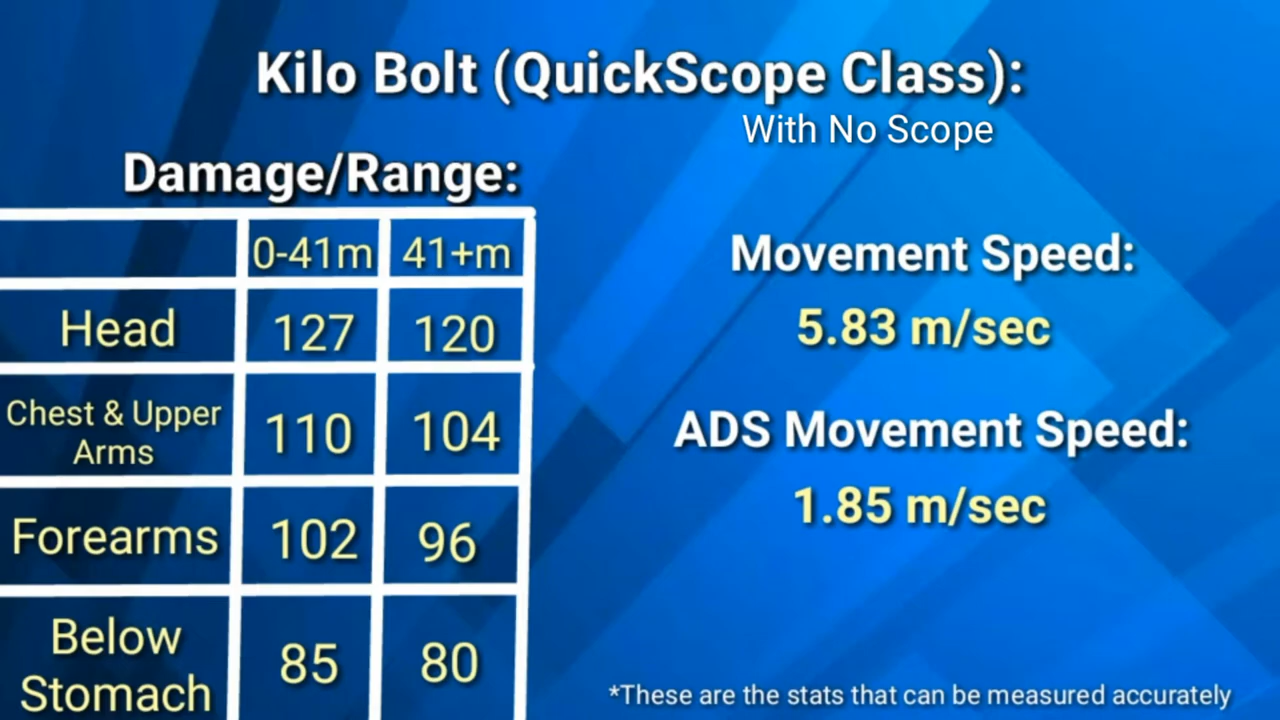 Kilo Bolt (QuickScope Class):
With No Scope
Damage/Range:
0-41m 41+m
Head 127 120
Chest & Upper
Arms 110 104
Forearms 102 96
Below
Stomach 85 80
Movement Speed:
5.83 m/sec
ADS Movement Speed:
1.85 m/sec
*These are the stats that can be measured accurately